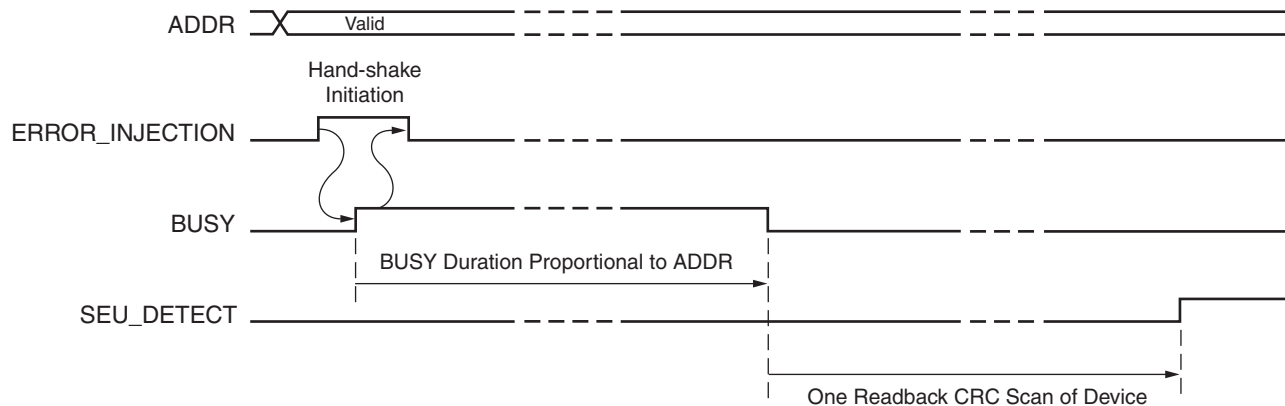 ADDR
Valid
Hand-shake
Initiation
ERROR_INJECTION
BUSY
BUSY Duration Proportional to ADDR
SEU_DETECT
One Readback CRC Scan of Device